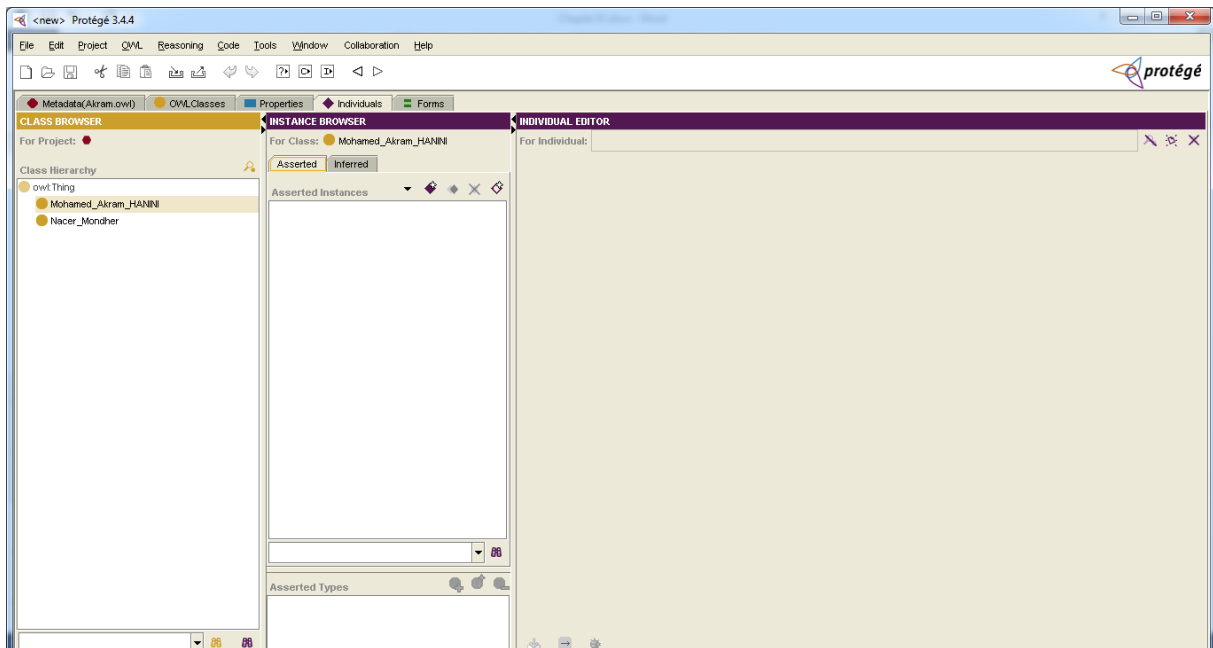 <new> Protégé 3.4.4
File Edit Project OWL Reasoning Code Tools Window Collaboration Help
protégé
Metadata(Akram.owl) OWLClasses Properties Individuals Forms
CLASS BROWSER
For Project:
Class Hierarchy
owl:Thing
Mohamed_Akram_HANINI
Nacer_Mondher
INSTANCE BROWSER
For Class: Mohamed_Akram_HANINI
Asserted Inferred
Asserted Instances
Asserted Types
INDIVIDUAL EDITOR
For Individual: